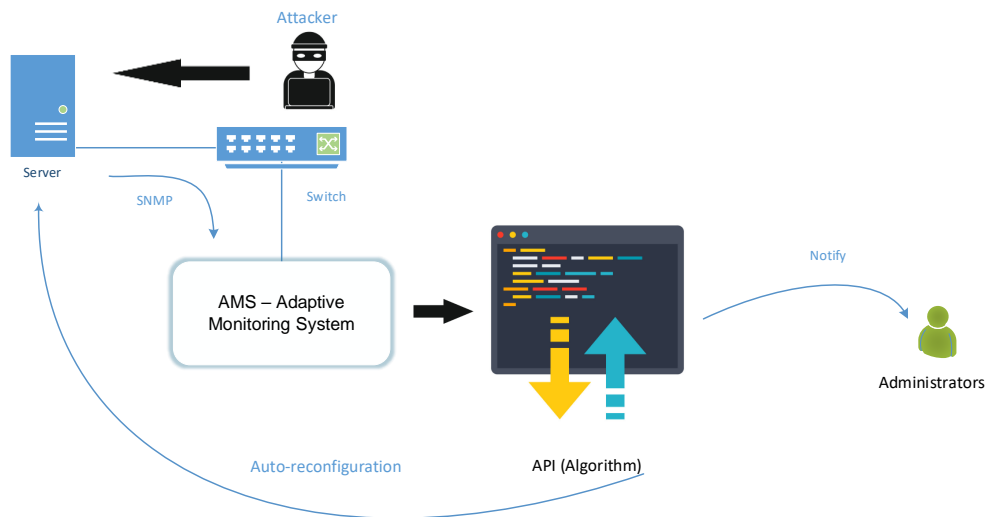 Attacker
Server
SNMP
Switch
AMS – Adaptive
Monitoring System
Notify
Administrators
Auto-reconfiguration
API (Algorithm)